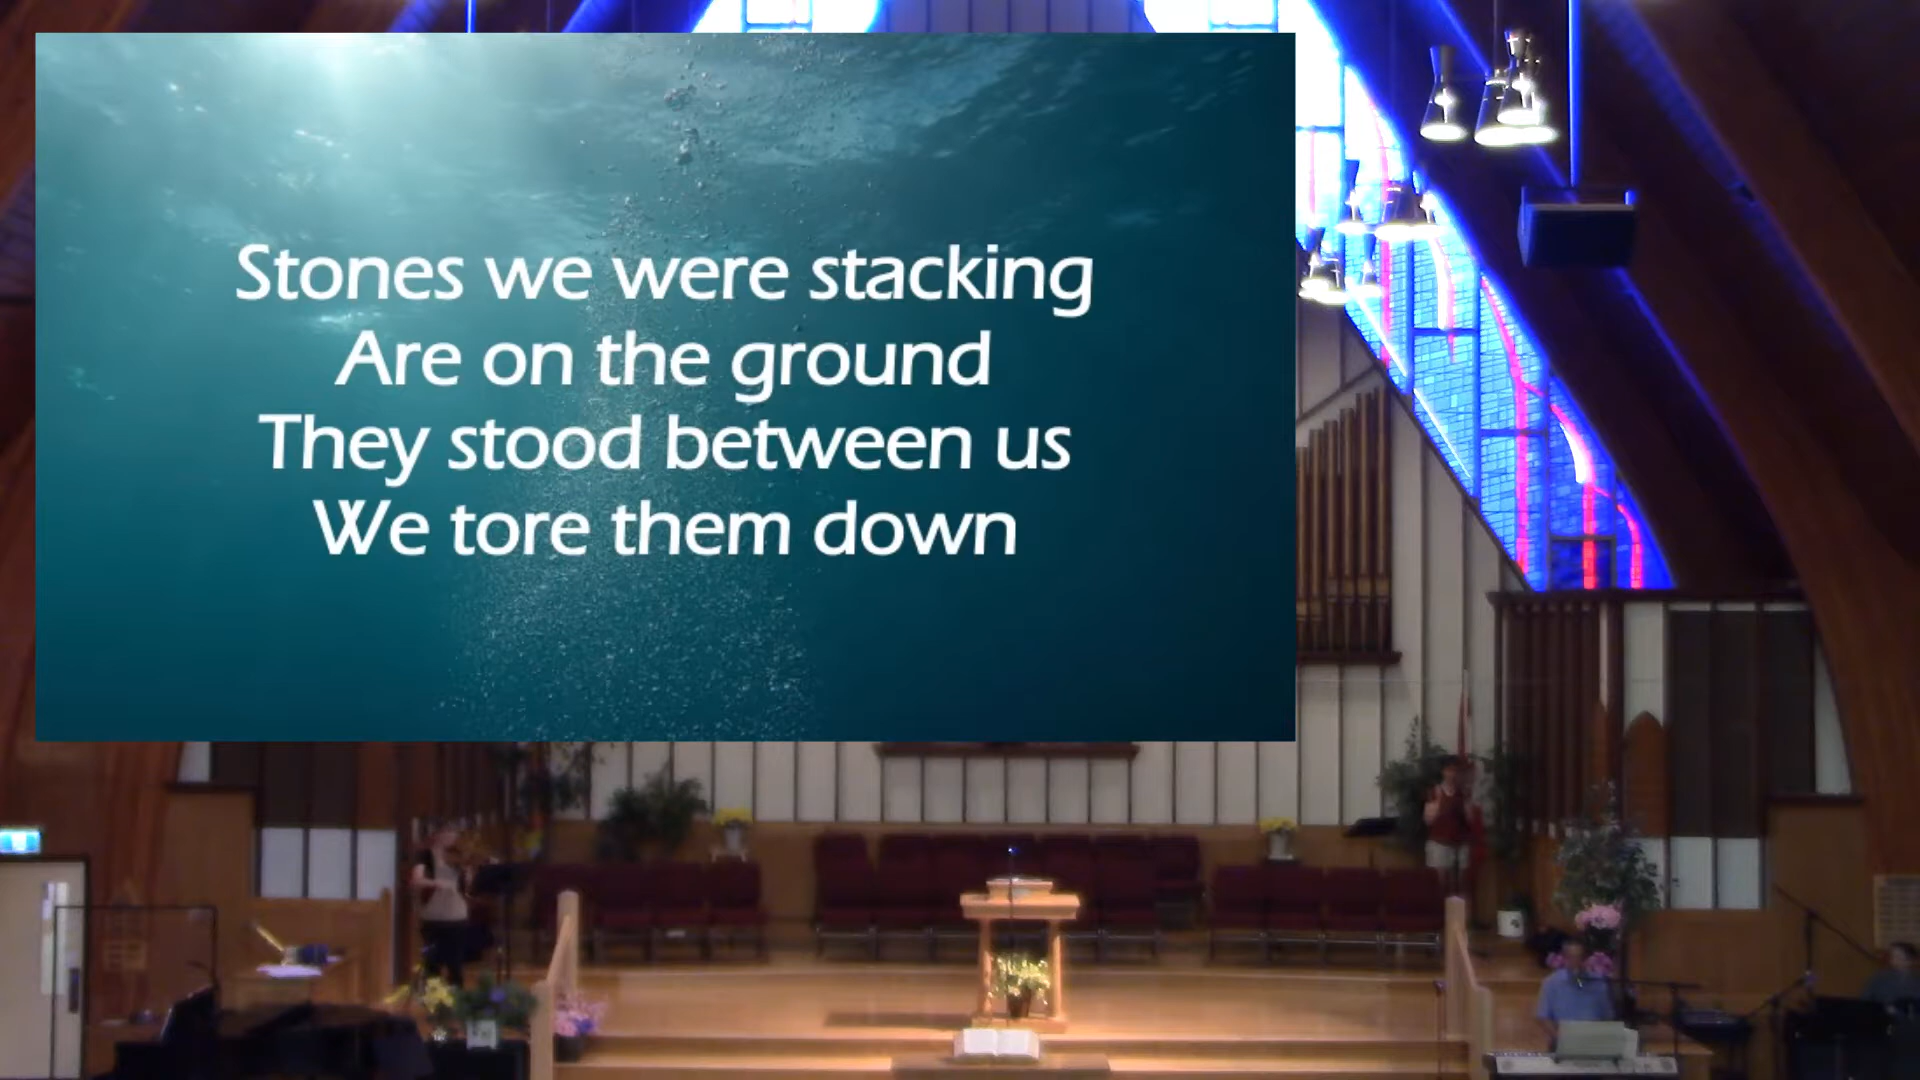 Stones we were stacking
Are on the ground
They stood between us
We tore them down